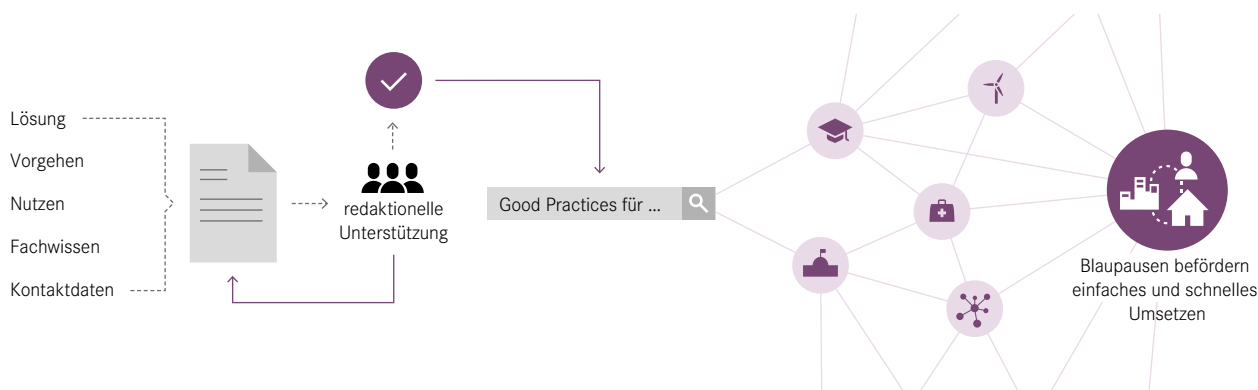 Lösung
Vorgehen
Nutzen
Fachwissen
Kontaktdaten
redaktionelle
Unterstützung
Good Practices für ...
Blaupausen befördern
einfaches und schnelles
Umsetzen